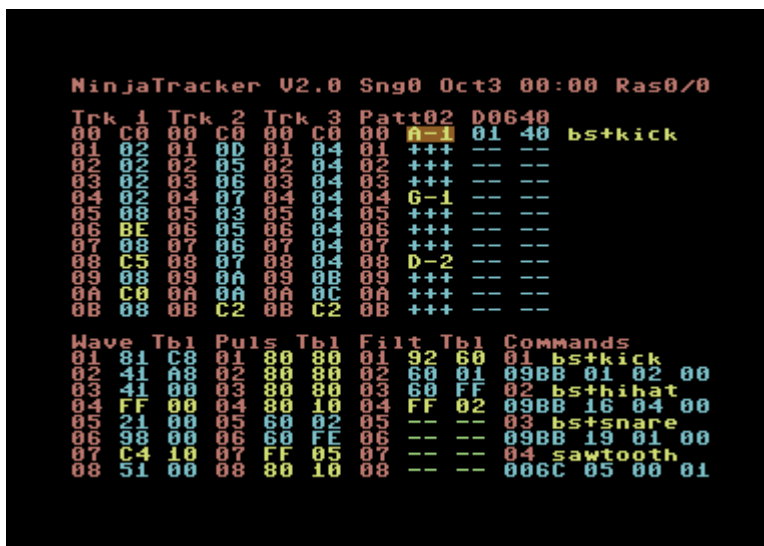 NinjaTracker V2.0 Sng0 Oct3 00:00 Ras0/0
Trk 1 Trk 2 Trk 3 Patt02 D0640
00 C0 00 C0 00 C0 00 A-1 01 40 bs+kick
01 02 01 0D 01 04 01 +++ -- --
02 02 02 05 02 04 02 +++ -- --
03 02 03 06 03 04 03 +++ -- --
04 02 04 07 04 04 04 G-1 -- --
05 08 05 03 05 04 05 +++ -- --
06 BE 06 05 06 04 06 +++ -- --
07 08 07 06 07 04 07 +++ -- --
08 C5 08 07 08 04 08 D-2 -- --
09 08 09 0A 09 0B 09 +++ -- --
0A C0 0A 0A 0A 0C 0A +++ -- --
0B 08 0B C2 0B C2 0B +++ -- --
Wave Tbl Puls Tbl Filt Tbl Commands
01 81 C8 01 80 80 01 92 60 01 bs+kick
02 41 A8 02 80 80 02 60 01 09BB 01 02 00
03 41 00 03 80 80 03 60 FF 02 bs+hihat
04 FF 00 04 80 10 04 FF 02 09BB 16 04 00
05 21 00 05 60 02 05 -- -- 03 bs+snare
06 98 00 06 60 FE 06 -- -- 09BB 19 01 00
07 C4 10 07 FF 05 07 -- -- 04 sawtooth
08 51 00 08 80 10 08 -- -- 006C 05 00 01